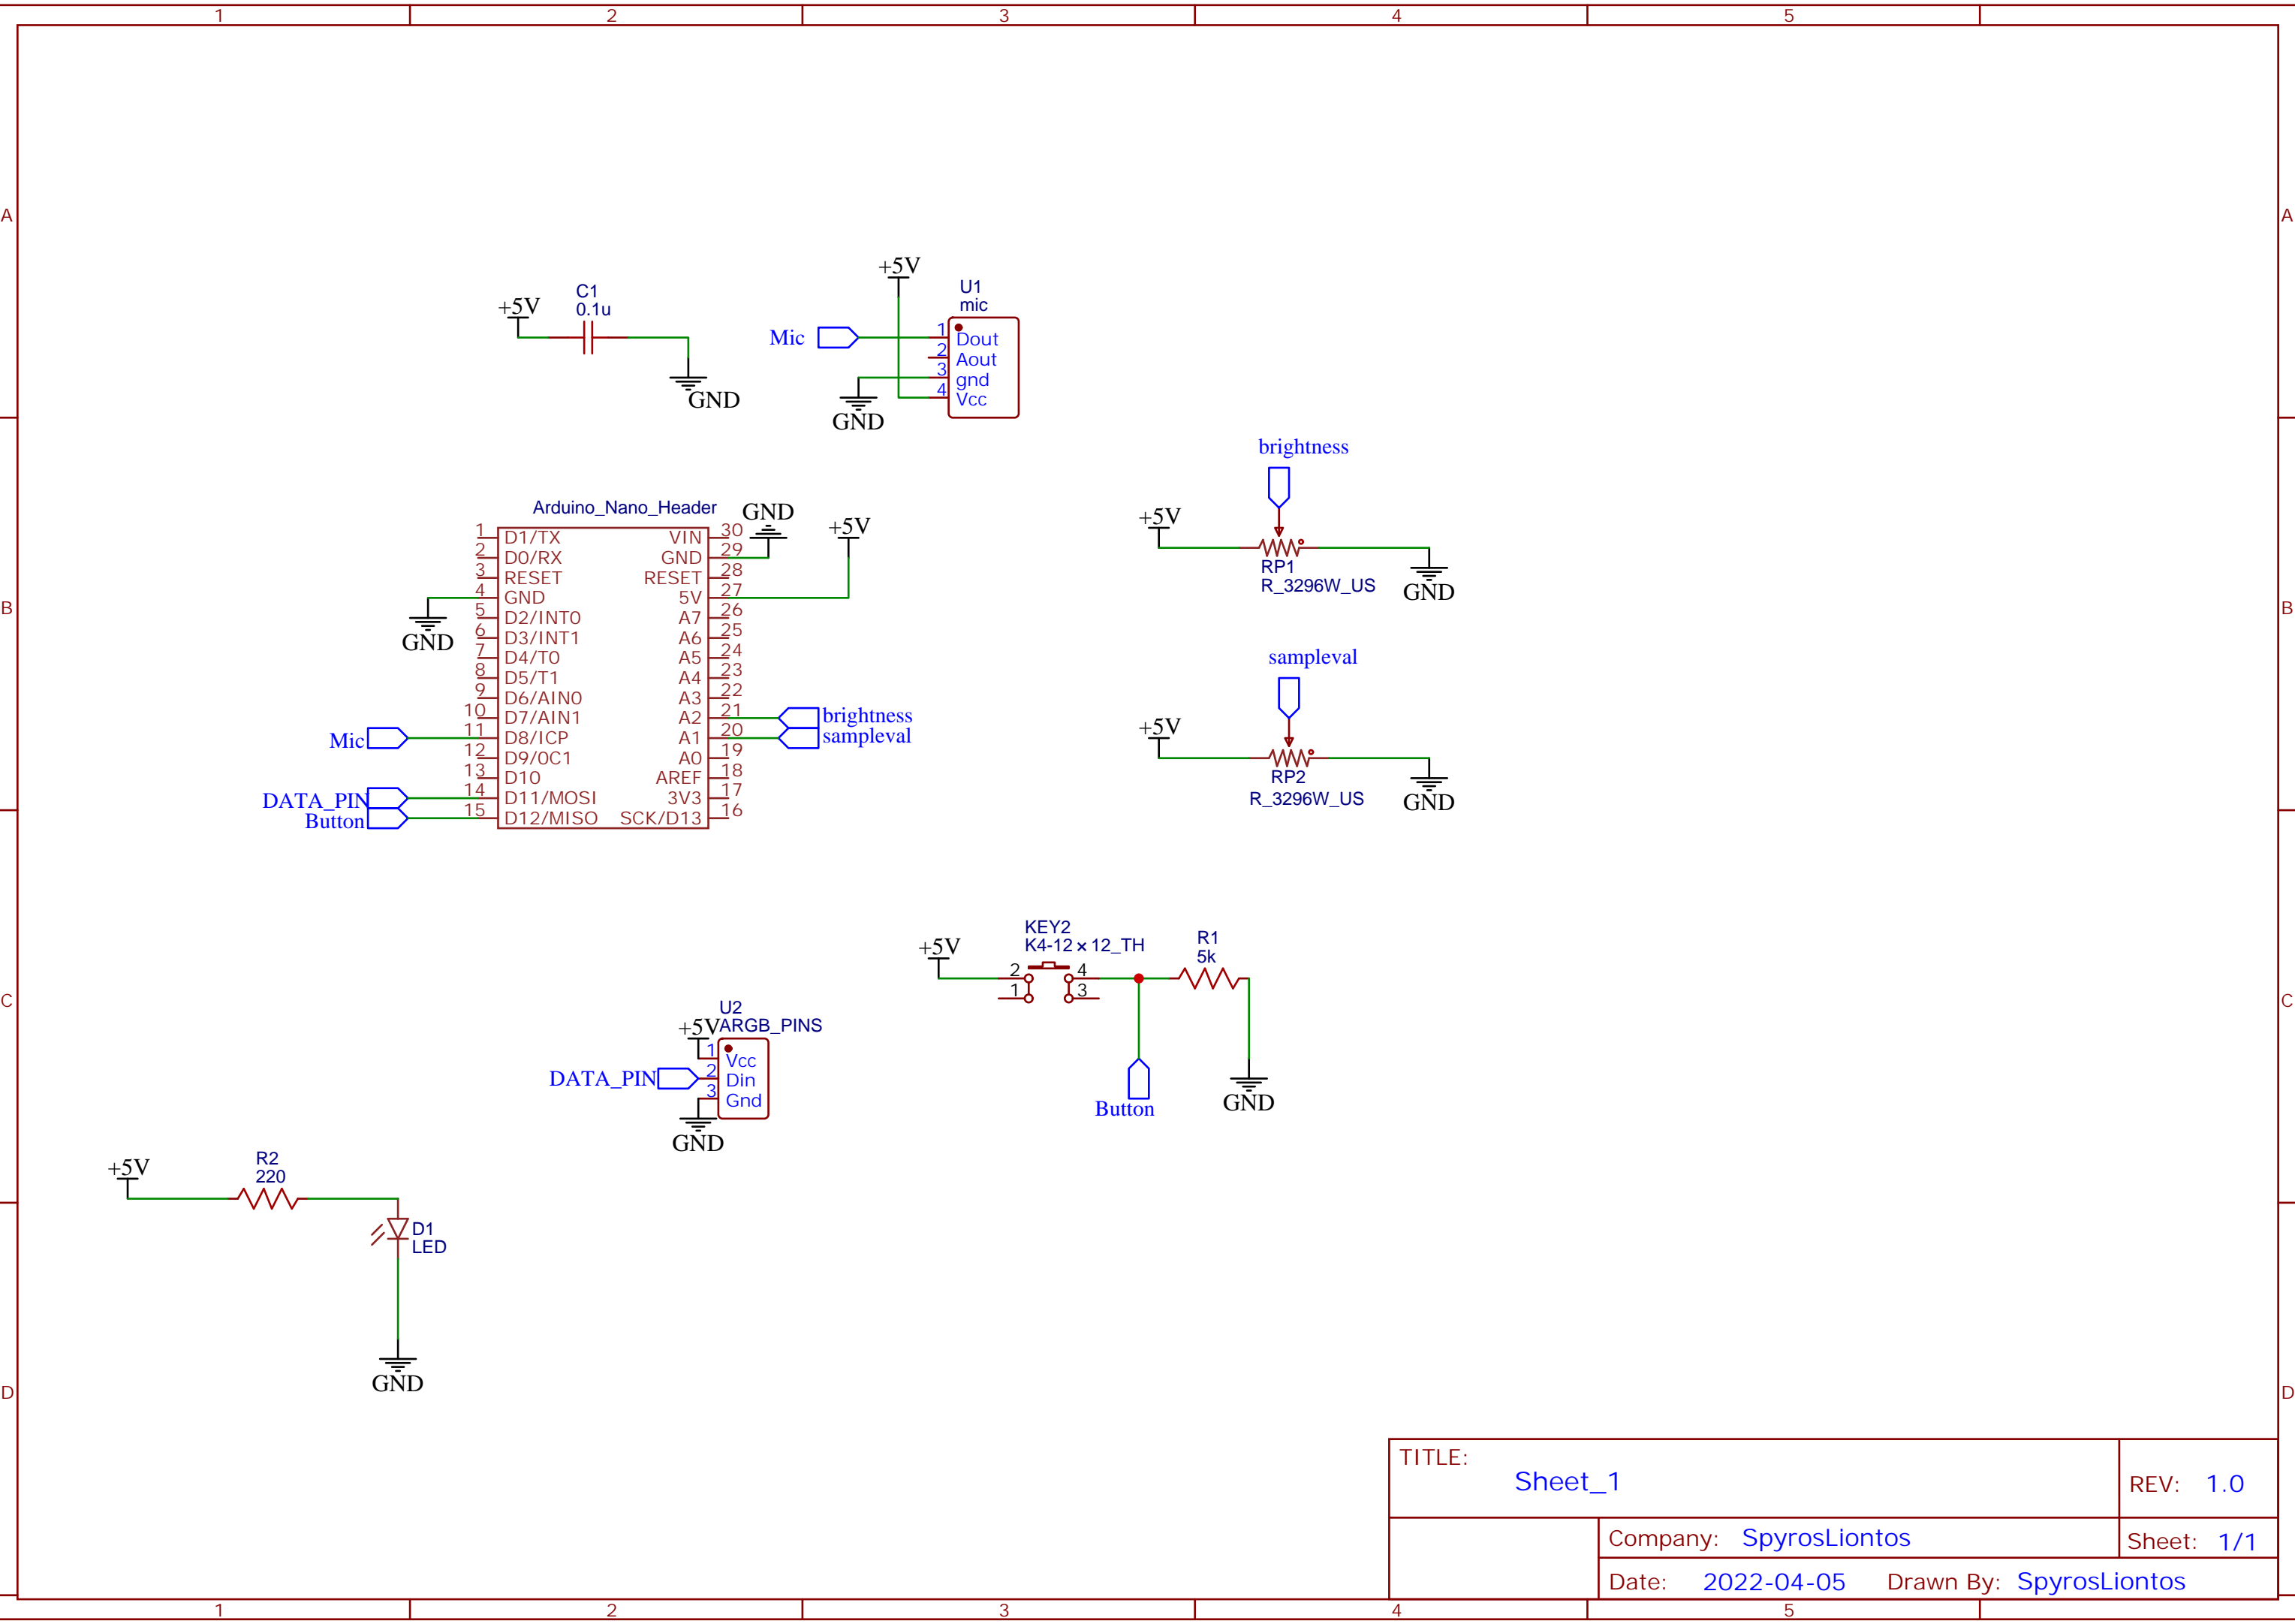 1 2 3 4 5
A A
+5V
C1
0.1u
GND
+5V
U1
mic
Mic
1 Dout
2 Aout
3 gnd
4 Vcc
GND
B B
Arduino_Nano_Header
GND
+5V
1 D1/TX VIN 30
2 D0/RX GND 29
3 RESET RESET 28
4 GND 5V 27
5 D2/INT0 A7 26
6 D3/INT1 A6 25
7 D4/T0 A5 24
8 D5/T1 A4 23
9 D6/AIN0 A3 22
10 D7/AIN1 A2 21
11 D8/ICP A1 20
12 D9/0C1 A0 19
13 D10 AREF 18
14 D11/MOSI 3V3 17
15 D12/MISO SCK/D13 16
GND
Mic
DATA_PIN
Button
brightness
sampleval
brightness
+5V
RP1
R_3296W_US
GND
sampleval
+5V
RP2
R_3296W_US
GND
C C
+5V
KEY2
K4-12×12_TH
2 4
1 3
R1
5k
Button
GND
U2
+5V ARGB_PINS
DATA_PIN
1 Vcc
2 Din
3 Gnd
GND
+5V
R2
220
D1
LED
GND
D D
TITLE:
Sheet_1
REV: 1.0
Company: SpyrosLiontos
Sheet: 1/1
Date: 2022-04-05 Drawn By: SpyrosLiontos
1 2 3 4 5